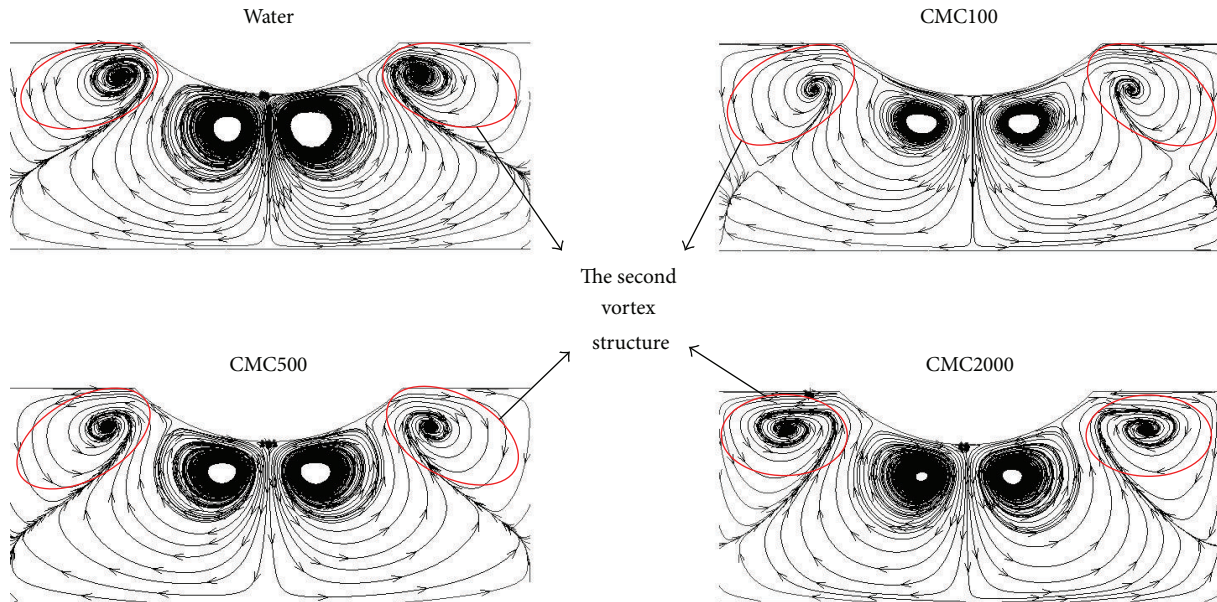 Water
CMC100
The second
vortex
structure
CMC500
CMC2000